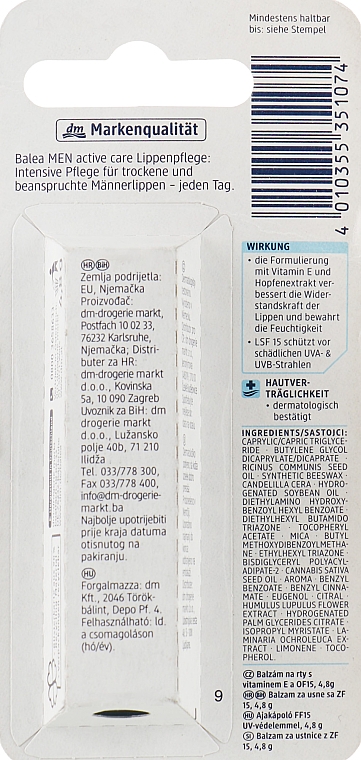 Mindestens haltbar
bis: siehe Stempel
dm Markenqualität
Balea MEN active care Lippenpflege:
Intensive Pflege für trockene und
beanspruchte Männerlippen – jeden Tag.
4 010355 351074
HR BiH
Zemlja podrijetla:
EU, Njemačka
Proizvođač:
dm-drogerie markt,
Postfach 10 02 33,
76232 Karlsruhe,
Njemačka; Distribu-
ter za HR:
dm-drogerie markt
d.o.o., Kovinska
5a, 10 090 Zagreb
Uvoznik za BiH: dm
drogerie markt
d.o.o., Lužansko
polje 40b, 71 210
Ilidža
Tel. 033/778 300,
Fax 033/778 400,
info@dm-drogerie-
markt.ba
Najbolje upotrijebiti
prije kraja datuma
otisnutog na
pakiranju.
HU
Forgalmazza: dm
Kft., 2046 Török-
bálint, Depo Pf. 4.
Felhasználható: ld.
a csomagoláson
(hó/év).
9
WIRKUNG
• die Formulierung
mit Vitamin E und
Hopfenextrakt ver-
bessert die Wider-
standskraft der
Lippen und bewahrt
die Feuchtigkeit
• LSF 15 schützt vor
schädlichen UVA- &
UVB-Strahlen
HAUTVER-
TRÄGLICHKEIT
• dermatologisch
bestätigt
INGREDIENTS/SASTOJCI:
CAPRYLIC/CAPRIC TRIGLYCE-
RIDE · BUTYLENE GLYCOL
DICAPRYLATE/DICAPRATE ·
RICINUS COMMUNIS SEED
OIL · SYNTHETIC BEESWAX ·
CANDELILLA CERA · HYDRO-
GENATED SOYBEAN OIL ·
DIETHYLAMINO HYDROXY-
BENZOYL HEXYL BENZOATE ·
DIETHYLHEXYL BUTAMIDO
TRIAZONE · TOCOPHERYL
ACETATE · MICA · BUTYL
METHOXYDIBENZOYLMETHA-
NE · ETHYLHEXYL TRIAZONE ·
BISDIGLYCERYL POLYACYL-
ADIPATE-2 · CANNABIS SATIVA
SEED OIL · AROMA · BENZYL
BENZOATE · BENZYL CINNA-
MATE · EUGENOL · CITRAL ·
HUMULUS LUPULUS FLOWER
EXTRACT · HYDROGENATED
PALM GLYCERIDES CITRATE ·
ISOPROPYL MYRISTATE · LA-
MINARIA OCHROLEUCA EX-
TRACT · LIMONENE · TOCO-
PHEROL.
CZ Balzám na rty s
vitamínem E a OF15, 4,8g
HR BiH Balzam za usne sa ZF
15, 4,8 g
HU Ajakápoló FF15
UV-védelemmel, 4,8 g
SI Balzam za ustnice z ZF
15, 4,8 g